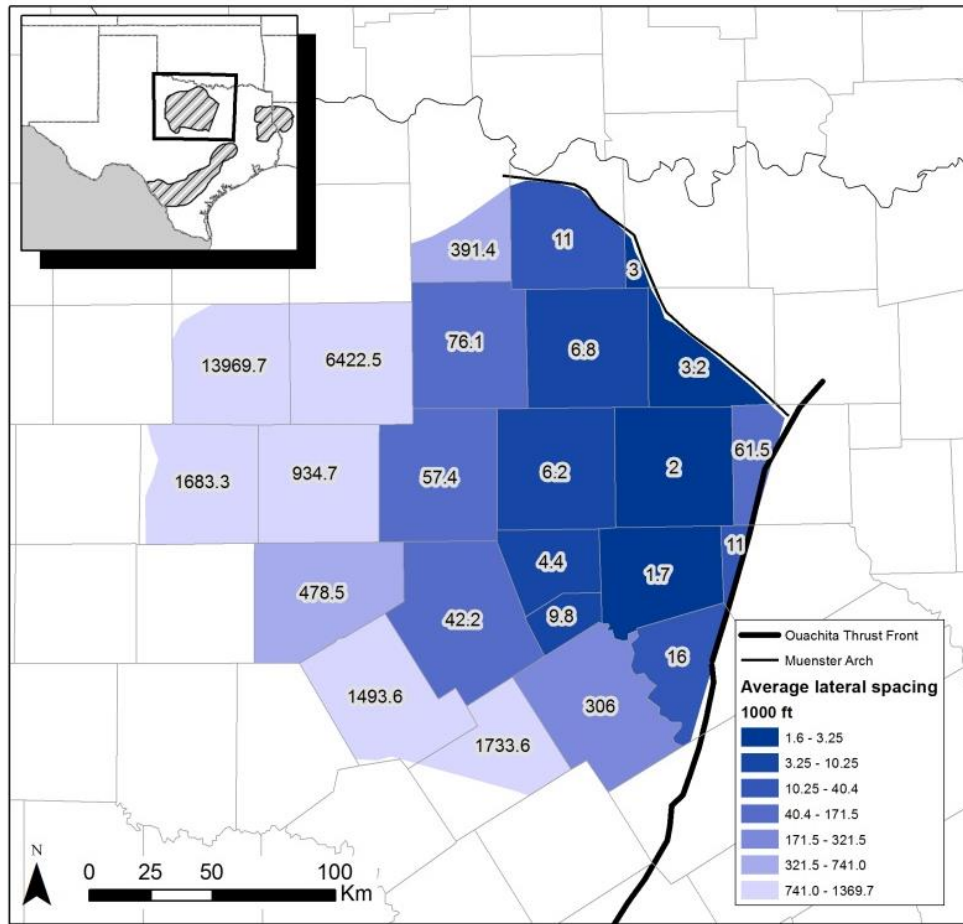 391.4
11
3
13969.7
6422.5
76.1
6.8
3.2
1683.3
934.7
57.4
6.2
2
61.5
478.5
42.2
4.4
1.7
11
9.8
16
1493.6
1733.6
306
Ouachita Thrust Front
Muenster Arch
Average lateral spacing
1000 ft
1.6 - 3.25
3.25 - 10.25
10.25 - 40.4
40.4 - 171.5
171.5 - 321.5
321.5 - 741.0
741.0 - 1369.7
N
0 25 50 100
Km